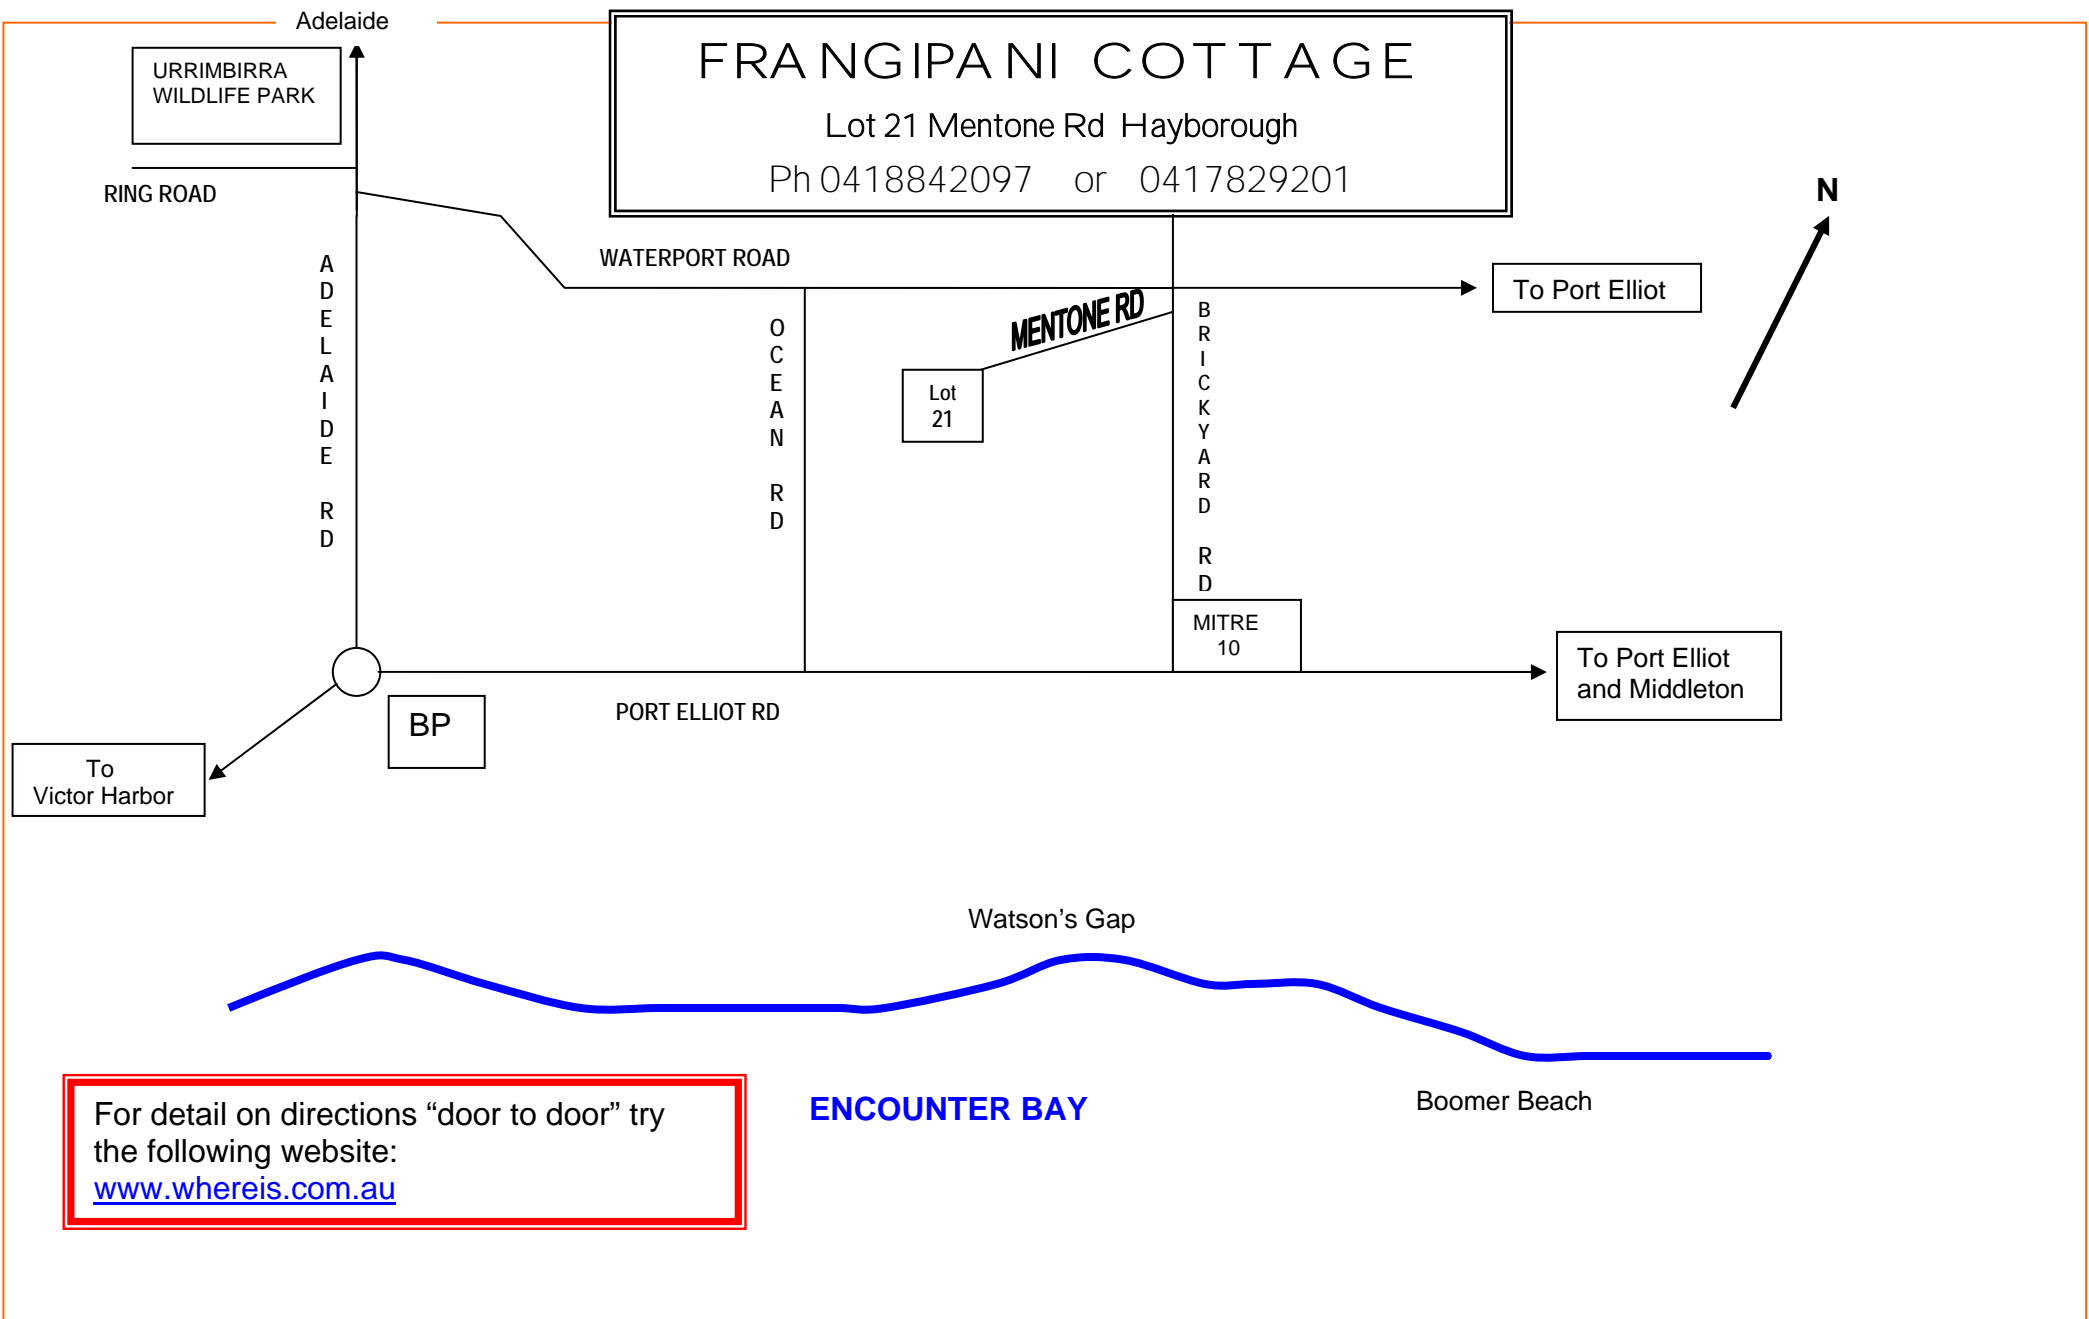 Adelaide
URRIMBIRRA
WILDLIFE PARK
FRANGIPANI COTTAGE
Lot 21 Mentone Rd Hayborough
Ph 0418842097 or 0417829201
RING ROAD
N
WATERPORT ROAD
To Port Elliot
ADELAIDE RD
OCEAN RD
MENTONE RD
BRICKYARD RD
Lot
21
MITRE
10
To Port Elliot
and Middleton
BP
PORT ELLIOT RD
To
Victor Harbor
Watson's Gap
ENCOUNTER BAY
Boomer Beach
For detail on directions “door to door” try
the following website:
www.whereis.com.au